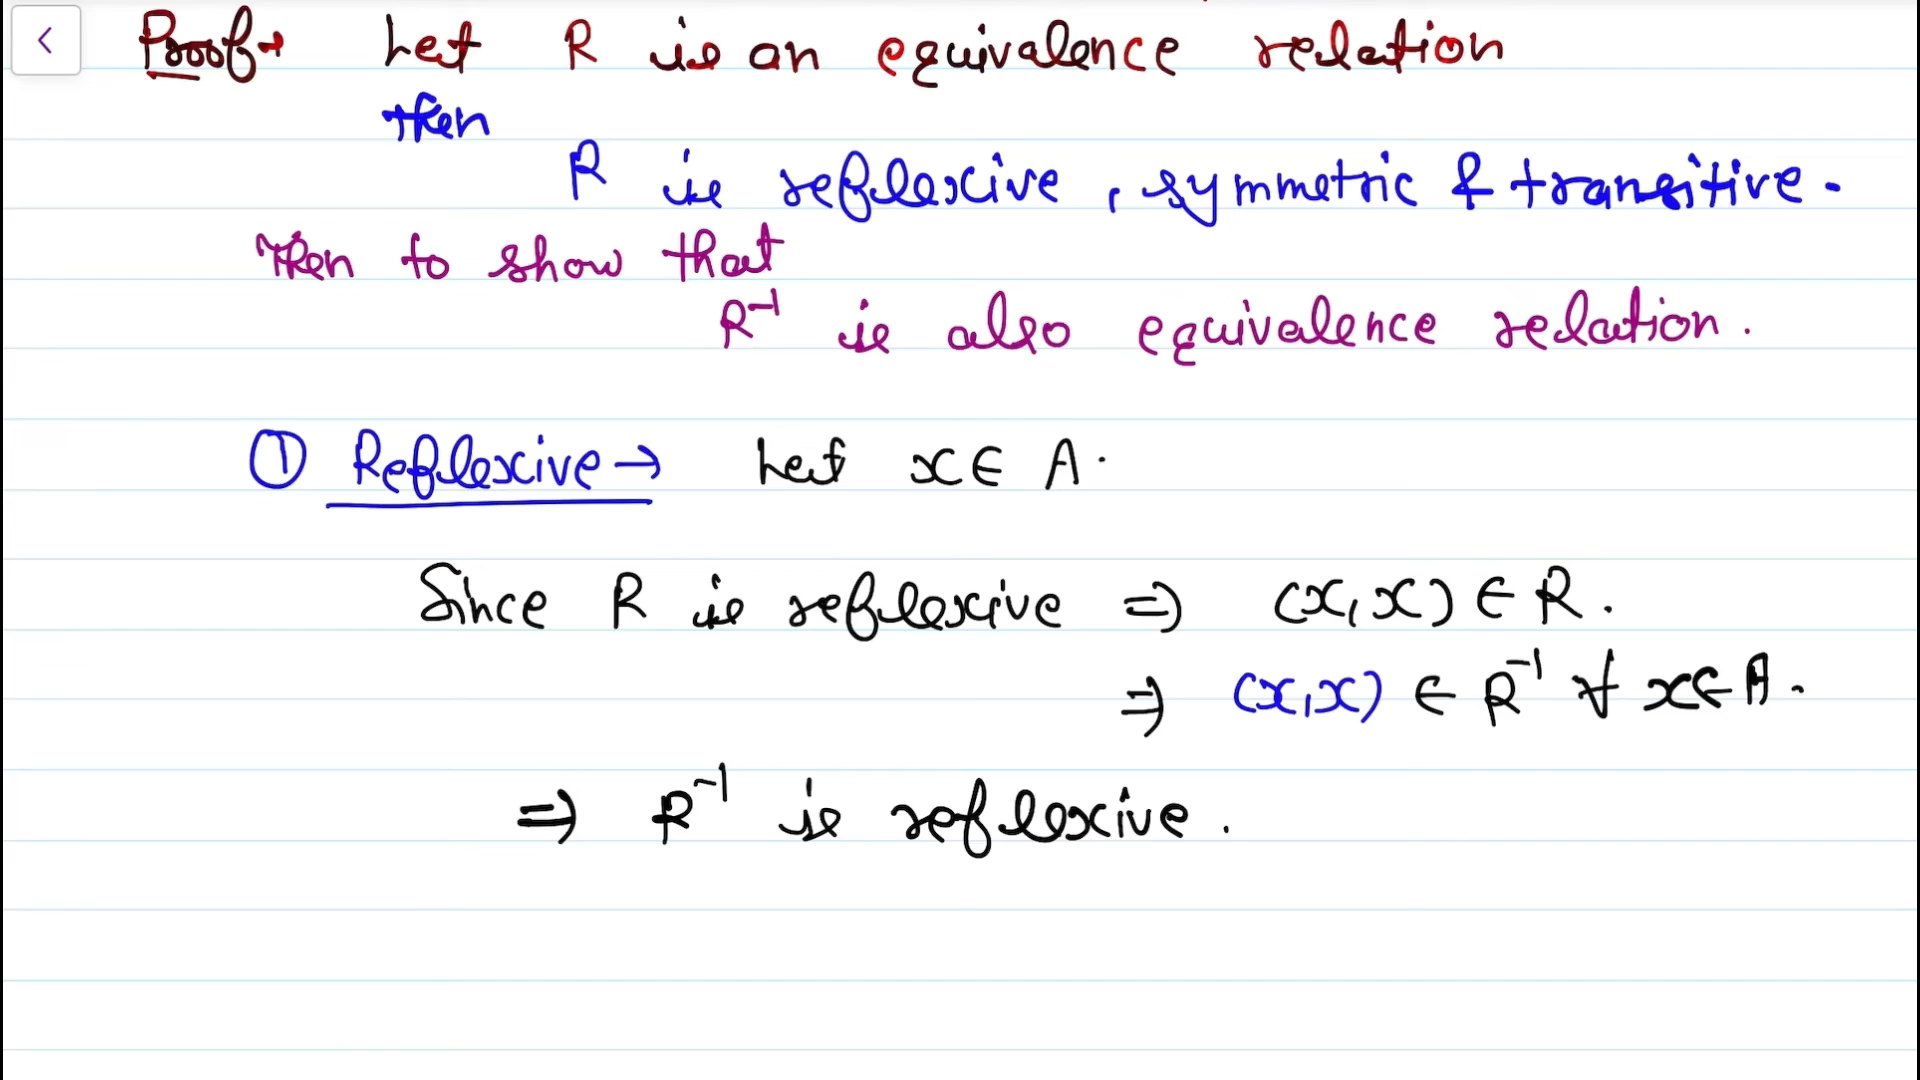 Proof→ Let R is an equivalence relation
then
R is reflexive, symmetric & transitive.
Then to show that
R⁻¹ is also equivalence relation.
① Reflexive → Let x ∈ A.
Since R is reflexive ⇒ (x, x) ∈ R.
⇒ (x, x) ∈ R⁻¹ ∀ x ∈ A.
⇒ R⁻¹ is reflexive.